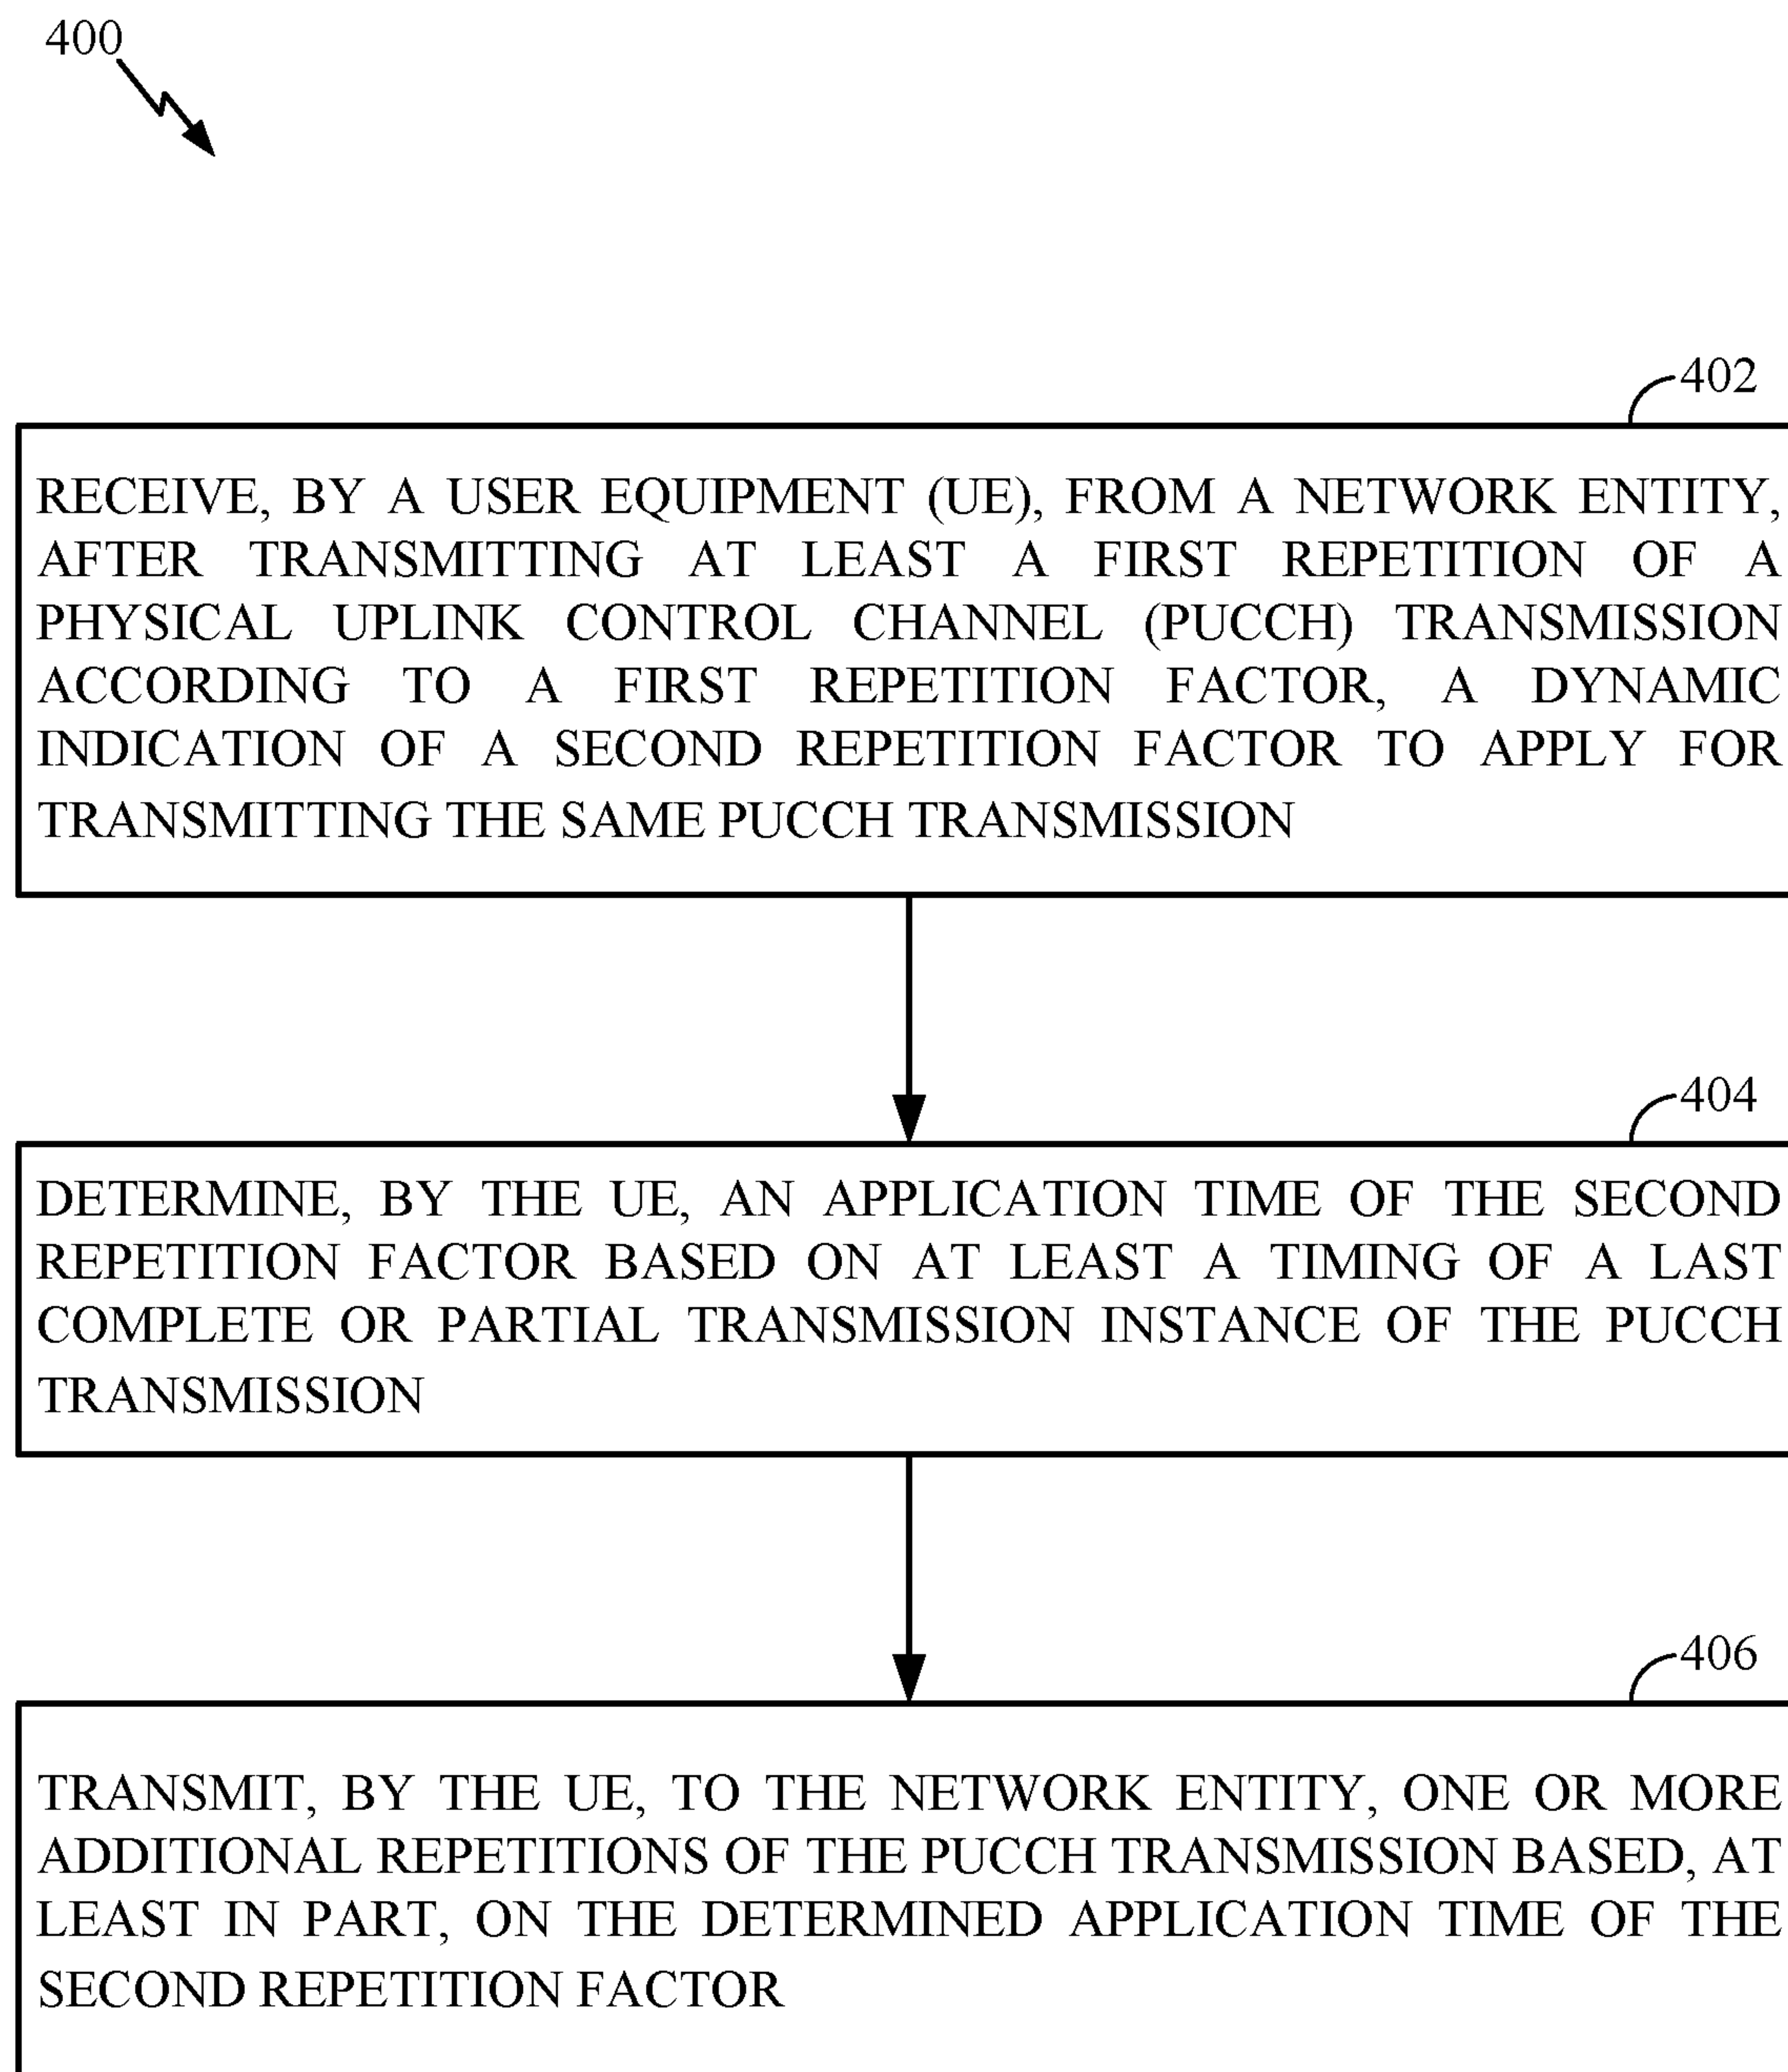 400
402
RECEIVE, BY A USER EQUIPMENT (UE), FROM A NETWORK ENTITY,
AFTER TRANSMITTING AT LEAST A FIRST REPETITION OF A
PHYSICAL UPLINK CONTROL CHANNEL (PUCCH) TRANSMISSION
ACCORDING TO A FIRST REPETITION FACTOR, A DYNAMIC
INDICATION OF A SECOND REPETITION FACTOR TO APPLY FOR
TRANSMITTING THE SAME PUCCH TRANSMISSION
404
DETERMINE, BY THE UE, AN APPLICATION TIME OF THE SECOND
REPETITION FACTOR BASED ON AT LEAST A TIMING OF A LAST
COMPLETE OR PARTIAL TRANSMISSION INSTANCE OF THE PUCCH
TRANSMISSION
406
TRANSMIT, BY THE UE, TO THE NETWORK ENTITY, ONE OR MORE
ADDITIONAL REPETITIONS OF THE PUCCH TRANSMISSION BASED, AT
LEAST IN PART, ON THE DETERMINED APPLICATION TIME OF THE
SECOND REPETITION FACTOR